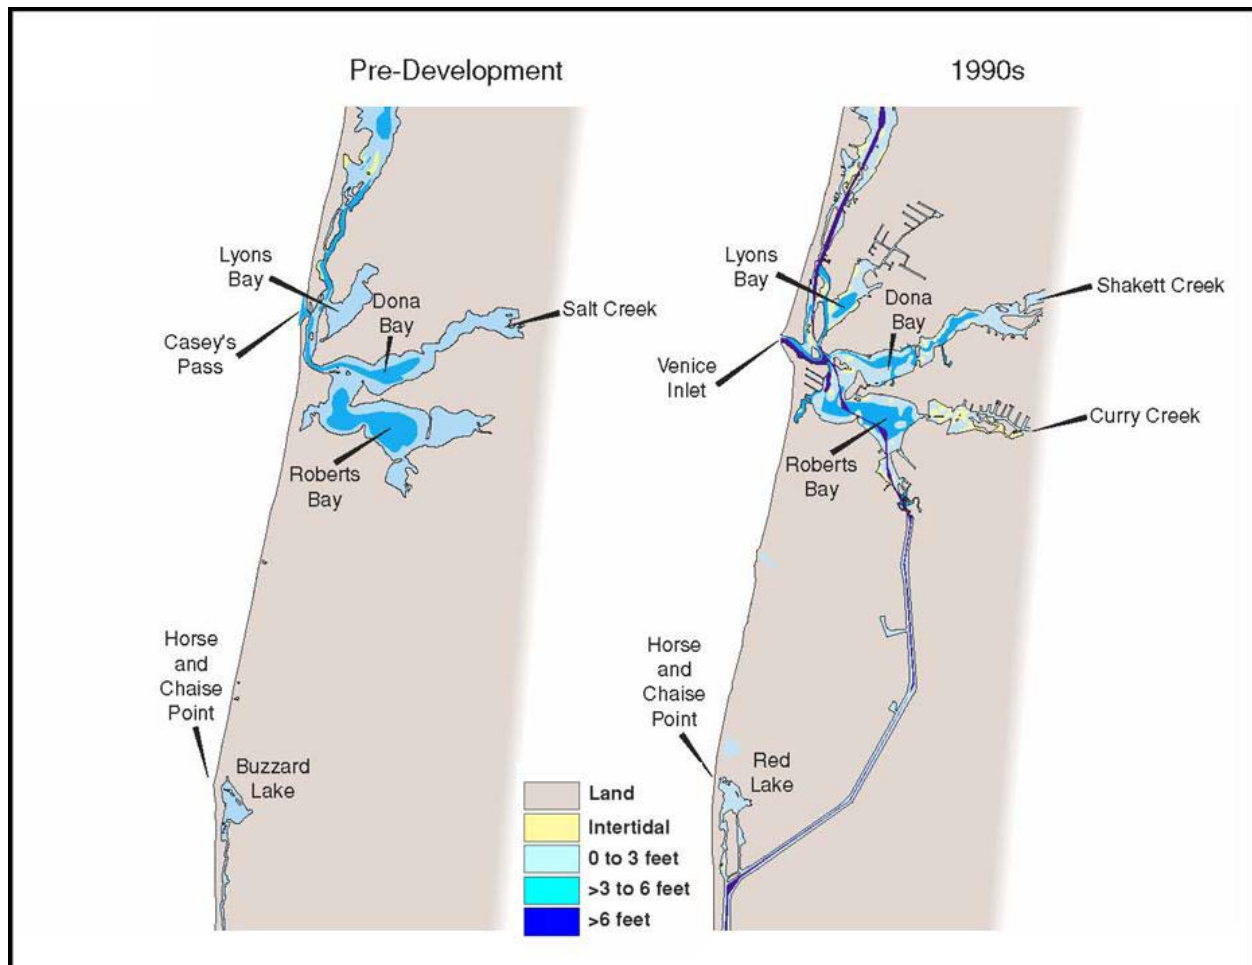 Pre-Development
Lyons
Bay
Dona
Bay
Salt Creek
Casey's
Pass
Roberts
Bay
Horse
and
Chaise
Point
Buzzard
Lake
1990s
Lyons
Bay
Dona
Bay
Shakett Creek
Venice
Inlet
Curry Creek
Roberts
Bay
Horse
and
Chaise
Point
Red
Lake
Land
Intertidal
0 to 3 feet
>3 to 6 feet
>6 feet